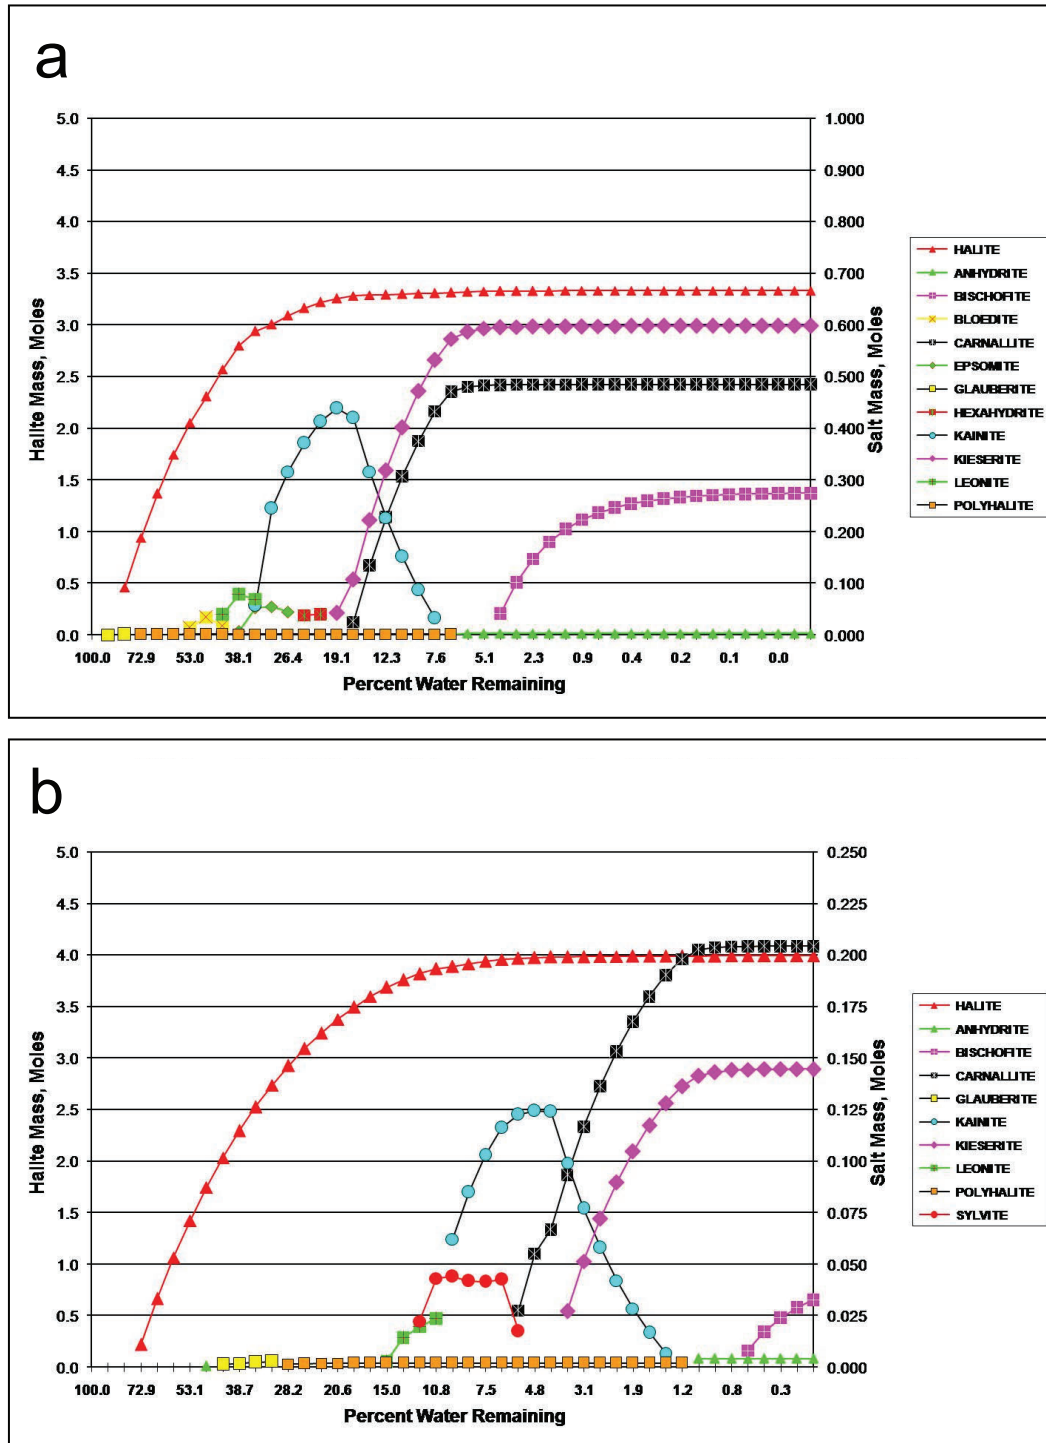 a
5.0 1.000
4.5 0.900
4.0 0.800
3.5 0.700
3.0 0.600
2.5 0.500
2.0 0.400
1.5 0.300
1.0 0.200
0.5 0.100
0.0 0.000
Halite Mass, Moles
Salt Mass, Moles
100.0 72.9 53.0 38.1 26.4 19.1 12.3 7.6 5.1 2.3 0.9 0.4 0.2 0.1 0.0
Percent Water Remaining
HALITE
ANHYDRITE
BISCHOFITE
BLOEDITE
CARNALLITE
EPSOMITE
GLAUBERITE
HEXAHYDRITE
KAINITE
KIESERITE
LEONITE
POLYHALITE
b
5.0 0.250
4.5 0.225
4.0 0.200
3.5 0.175
3.0 0.150
2.5 0.125
2.0 0.100
1.5 0.075
1.0 0.050
0.5 0.025
0.0 0.000
Halite Mass, Moles
Salt Mass, Moles
100.0 72.9 53.1 38.7 28.2 20.6 15.0 10.8 7.5 4.8 3.1 1.9 1.2 0.8 0.3
Percent Water Remaining
HALITE
ANHYDRITE
BISCHOFITE
CARNALLITE
GLAUBERITE
KAINITE
KIESERITE
LEONITE
POLYHALITE
SYLVITE